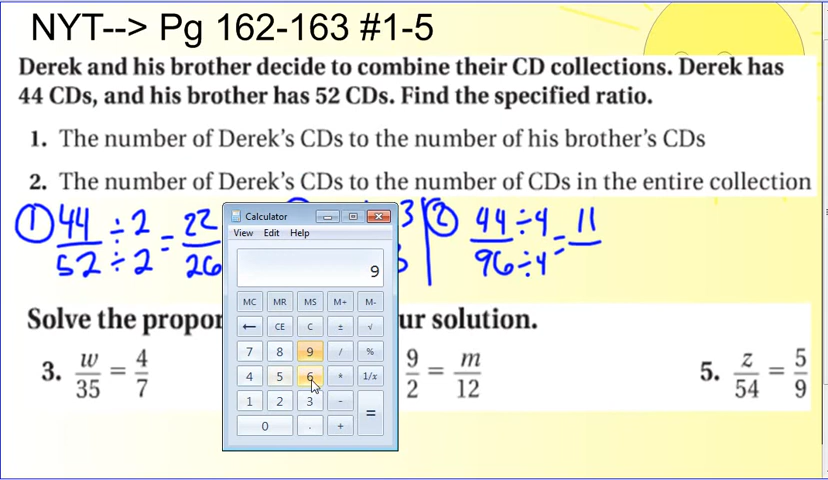 NYT--> Pg 162-163 #1-5
Derek and his brother decide to combine their CD collections. Derek has
44 CDs, and his brother has 52 CDs. Find the specified ratio.
1. The number of Derek's CDs to the number of his brother's CDs
2. The number of Derek's CDs to the number of CDs in the entire collection
① 44/52 ÷2/÷2 = 22/26
② 44/96 ÷4/÷4 = 11
Calculator
View Edit Help
9
MC MR MS M+ M-
← CE C ± √
7 8 9 / %
4 5 6 * 1/x
1 2 3 - =
0 . +
Solve the propor ur solution.
3. w/35 = 4/7
9/2 = m/12
5. z/54 = 5/9